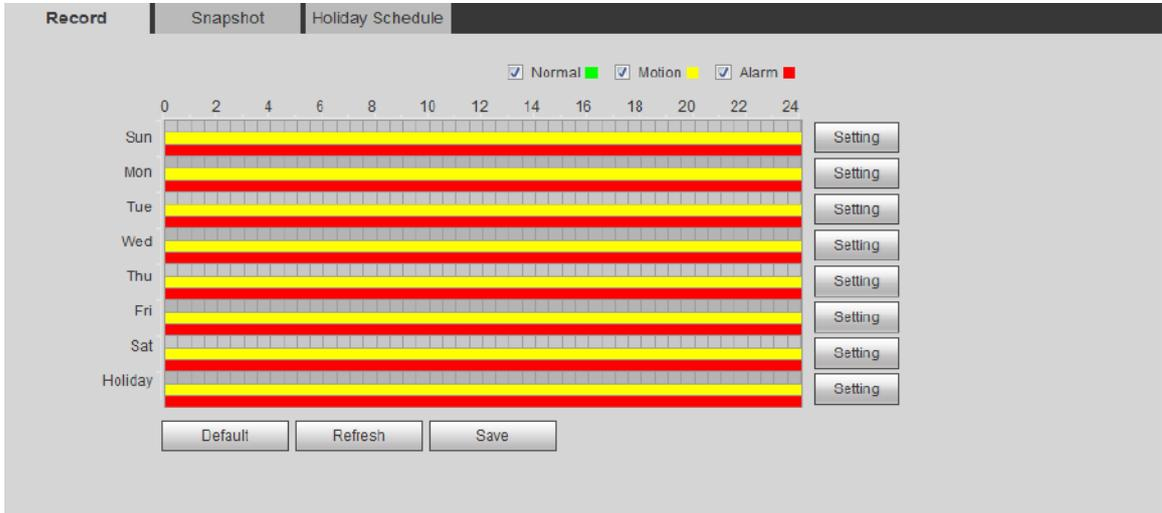 Record Snapshot Holiday Schedule
Normal Motion Alarm
0 2 4 6 8 10 12 14 16 18 20 22 24
Sun Setting
Mon Setting
Tue Setting
Wed Setting
Thu Setting
Fri Setting
Sat Setting
Holiday Setting
Default Refresh Save